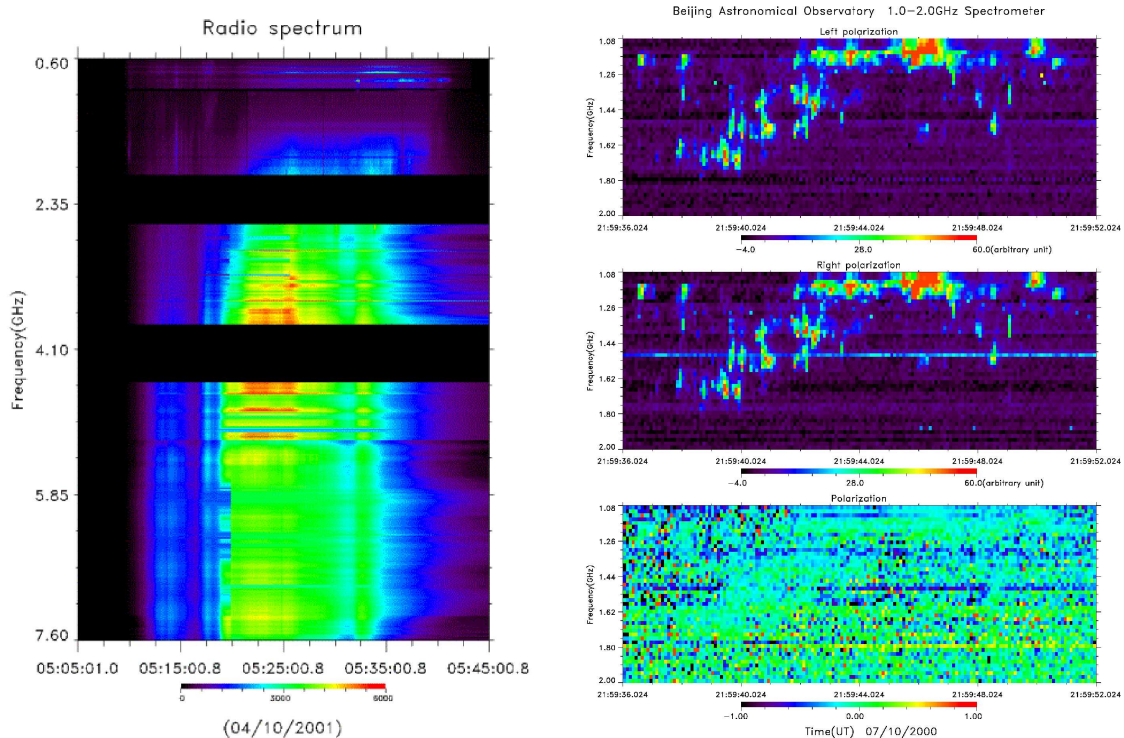 Radio spectrum
0.60
2.35
4.10
5.85
7.60
Frequency(GHz)
05:05:01.0 05:15:00.8 05:25:00.8 05:35:00.8 05:45:00.8
0 3000 6000
(04/10/2001)
Beijing Astronomical Observatory 1.0-2.0GHz Spectrometer
Left polarization
1.08
1.26
1.44
1.62
1.80
2.00
Frequency(GHz)
21:59:36.024 21:59:40.024 21:59:44.024 21:59:48.024 21:59:52.024
-4.0 28.0 60.0(arbitrary unit)
Right polarization
1.08
1.26
1.44
1.62
1.80
2.00
Frequency(GHz)
21:59:36.024 21:59:40.024 21:59:44.024 21:59:48.024 21:59:52.024
-4.0 28.0 60.0(arbitrary unit)
Polarization
1.08
1.26
1.44
1.62
1.80
2.00
Frequency(GHz)
21:59:36.024 21:59:40.024 21:59:44.024 21:59:48.024 21:59:52.024
-1.00 0.00 1.00
Time(UT) 07/10/2000